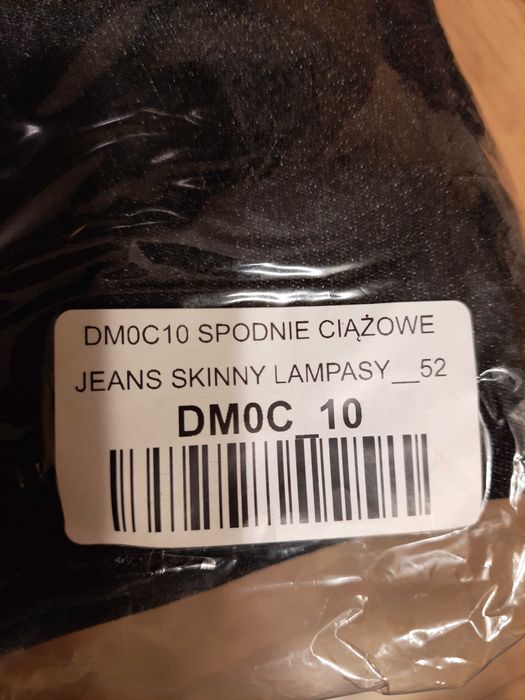 DM0C10 SPODNIE CIĄŻOWE
JEANS SKINNY LAMPASY__52
DM0C_10